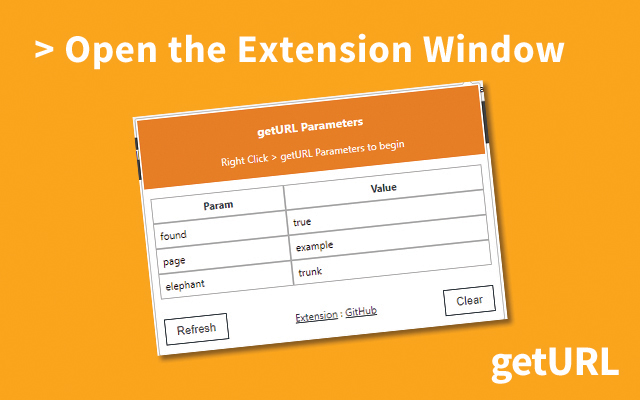 > Open the Extension Window
getURL Parameters
Right Click > getURL Parameters to begin
Param Value
found true
page example
elephant trunk
Refresh Extension : GitHub Clear
getURL